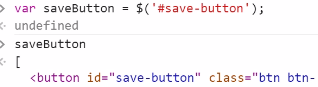 > var saveButton = $('#save-button');
< undefined
> saveButton
< [
<button id="save-button" class="btn btn-